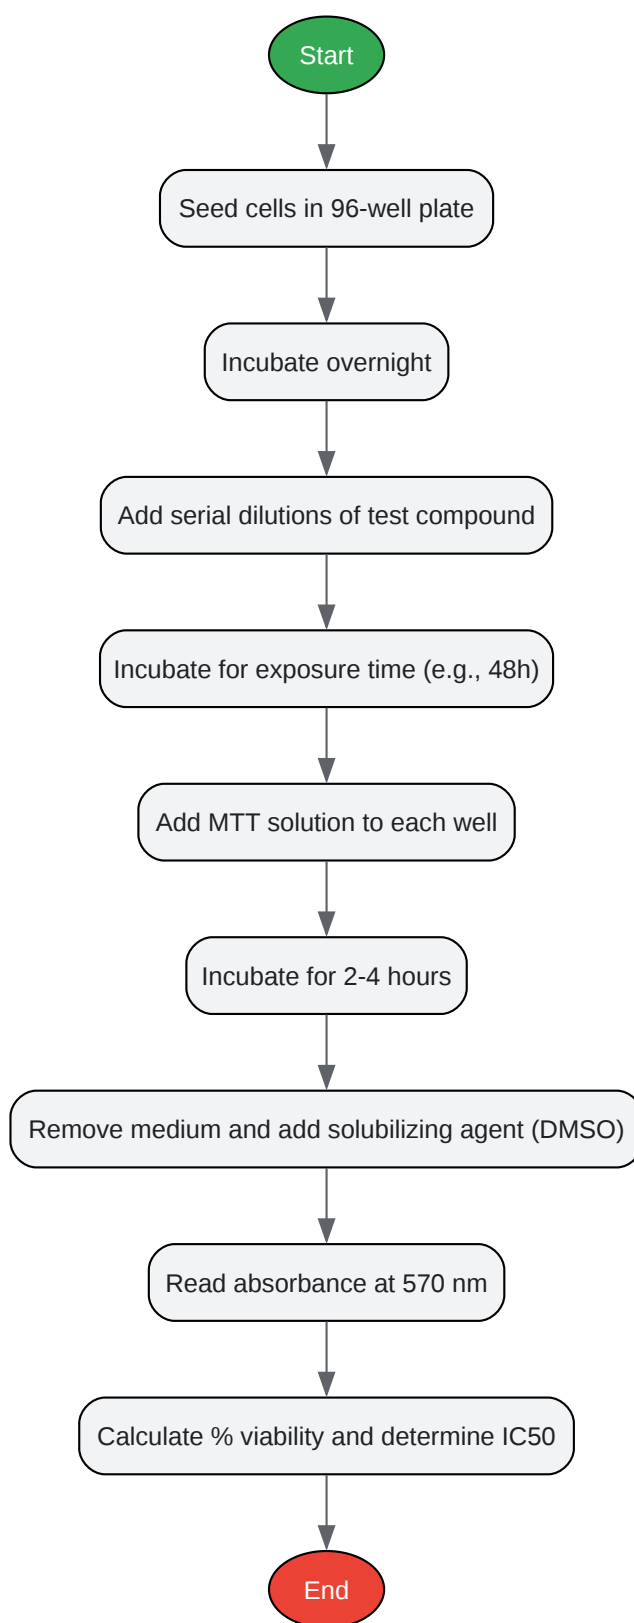 Start
Seed cells in 96-well plate
Incubate overnight
Add serial dilutions of test compound
Incubate for exposure time (e.g., 48h)
Add MTT solution to each well
Incubate for 2-4 hours
Remove medium and add solubilizing agent (DMSO)
Read absorbance at 570 nm
Calculate % viability and determine IC50
End